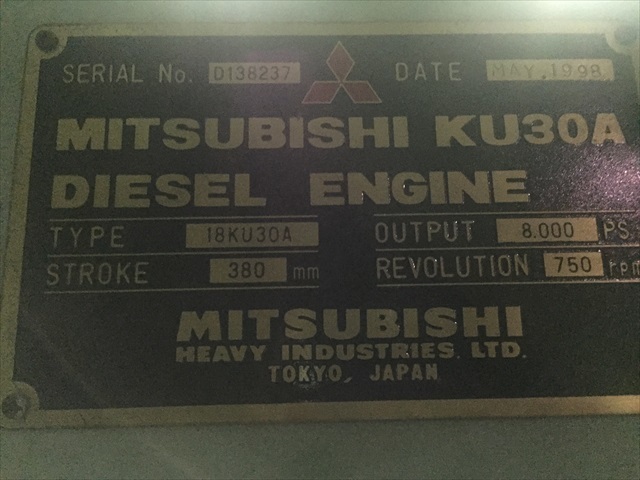 SERIAL No. D138237 DATE MAY.1998
MITSUBISHI KU30A
DIESEL ENGINE
TYPE 18KU30A OUTPUT 8.000 PS
STROKE 380 mm REVOLUTION 750 rpm
MITSUBISHI
HEAVY INDUSTRIES, LTD.
TOKYO, JAPAN